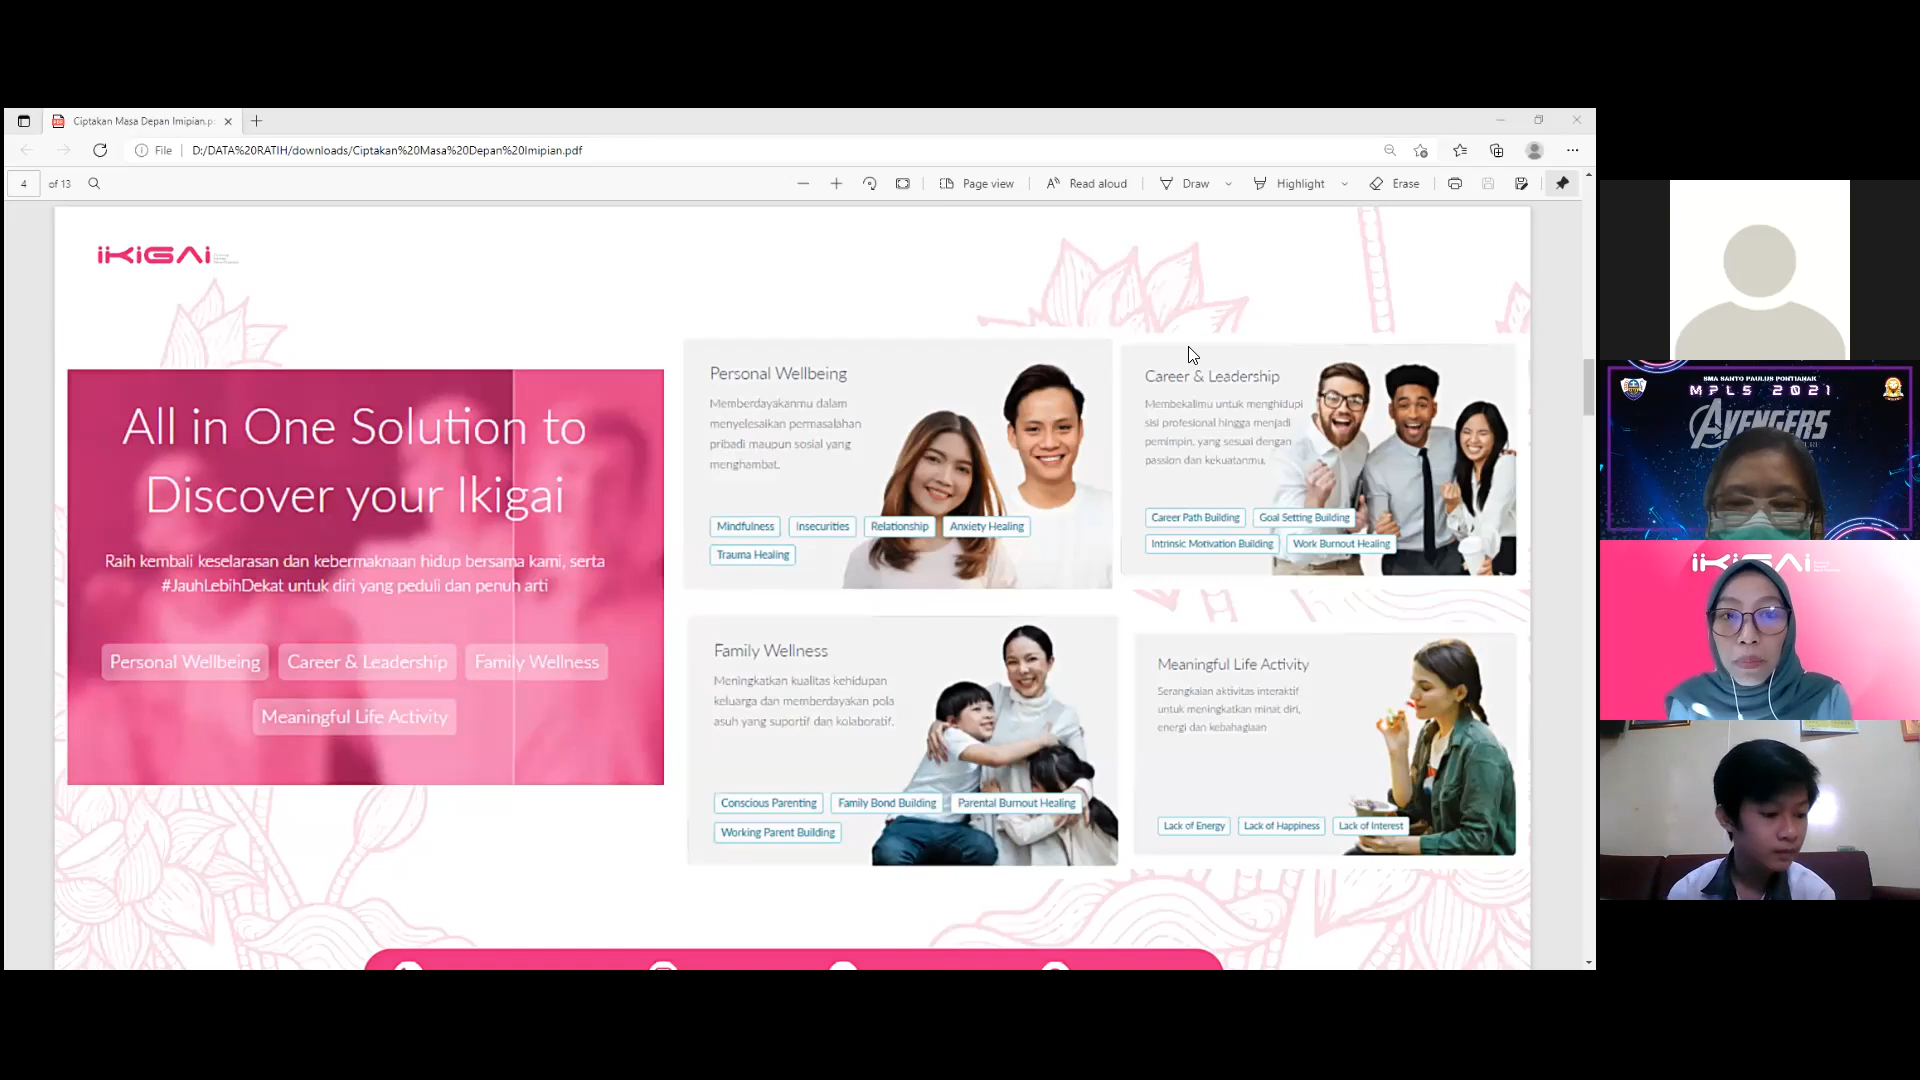 Ciptakan Masa Depan Imipian.p
File
D:/DATA%20RATIH/downloads/Ciptakan%20Masa%20Depan%20Imipian.pdf
4 of 13
Page view
Read aloud
Draw
Highlight
Erase
iKiGAi
All in One Solution to
Discover your Ikigai
Raih kembali keselarasan dan kebermaknaan hidup bersama kami, serta
#JauhLebihDekat untuk diri yang peduli dan penuh arti
Personal Wellbeing
Career & Leadership
Family Wellness
Meaningful Life Activity
Personal Wellbeing
Memberdayakanmu dalam
menyelesaikan permasalahan
pribadi maupun sosial yang
menghambat.
Mindfulness
Insecurities
Relationship
Anxiety Healing
Trauma Healing
Career & Leadership
Membekalimu untuk menghidupi
sisi profesional hingga menjadi
pemimpin, yang sesuai dengan
passion dan kekuatanmu.
Career Path Building
Goal Setting Building
Intrinsic Motivation Building
Work Burnout Healing
Family Wellness
Meningkatkan kualitas kehidupan
keluarga dan memberdayakan pola
asuh yang suportif dan kolaboratif.
Conscious Parenting
Family Bond Building
Parental Burnout Healing
Working Parent Building
Meaningful Life Activity
Serangkaian aktivitas interaktif
untuk meningkatkan minat diri,
energi dan kebahagiaan
Lack of Energy
Lack of Happiness
Lack of Interest
SMA SANTO PAULUS PONTIANAK
MPLS 2021
AVENGERS
iKiGAi